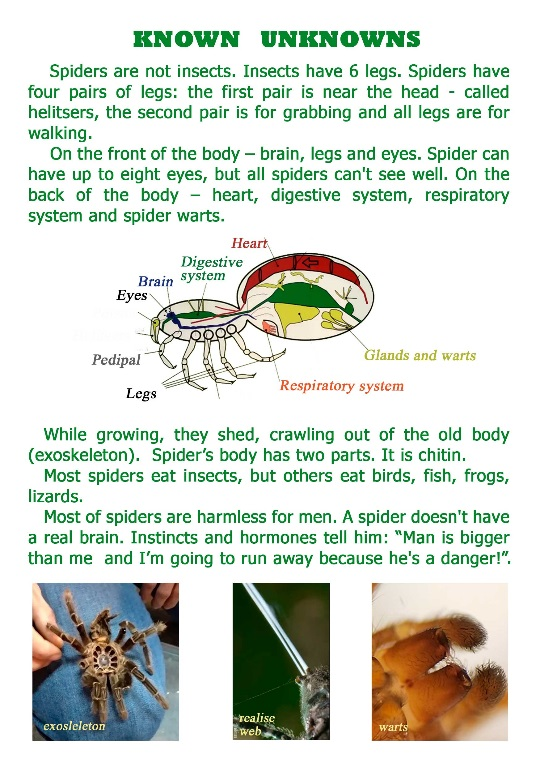 KNOWN UNKNOWNS
Spiders are not insects. Insects have 6 legs. Spiders have
four pairs of legs: the first pair is near the head - called
helitsers, the second pair is for grabbing and all legs are for
walking.
On the front of the body – brain, legs and eyes. Spider can
have up to eight eyes, but all spiders can't see well. On the
back of the body – heart, digestive system, respiratory
system and spider warts.
Heart
Digestive
system
Brain
Eyes
Pedipal
Glands and warts
Legs
Respiratory system
While growing, they shed, crawling out of the old body
(exoskeleton). Spider's body has two parts. It is chitin.
Most spiders eat insects, but others eat birds, fish, frogs,
lizards.
Most of spiders are harmless for men. A spider doesn't have
a real brain. Instincts and hormones tell him: “Man is bigger
than me and I'm going to run away because he's a danger!”.
exosleleton
realise
web
warts